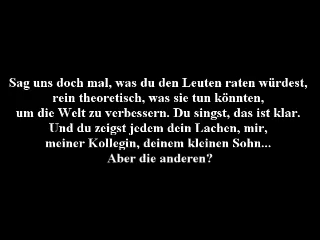 Sag uns doch mal, was du den Leuten raten würdest,
rein theoretisch, was sie tun könnten,
um die Welt zu verbessern. Du singst, das ist klar.
Und du zeigst jedem dein Lachen, mir,
meiner Kollegin, deinem kleinen Sohn...
Aber die anderen?